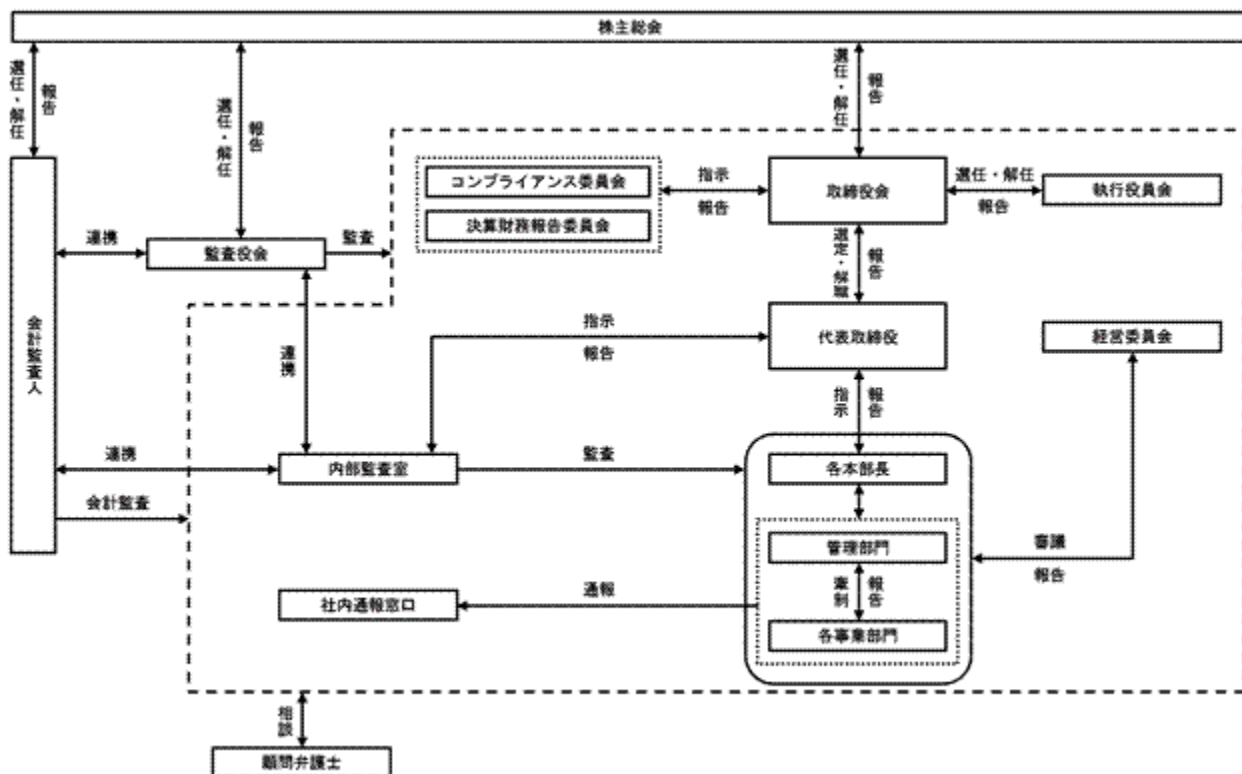 株主総会
選任・解任
報告
選任・解任
報告
選任・解任
報告
コンプライアンス委員会
決算財務報告委員会
指示
報告
取締役会
選任・解任
報告
執行役員会
連携
監査役会
監査
選定・解職
報告
会計監査人
連携
指示
報告
代表取締役
経営委員会
指示
報告
連携
内部監査室
監査
各本部長
会計監査
管理部門
審議
報告
牽制
報告
社内通報窓口
通報
各事業部門
相談
顧問弁護士